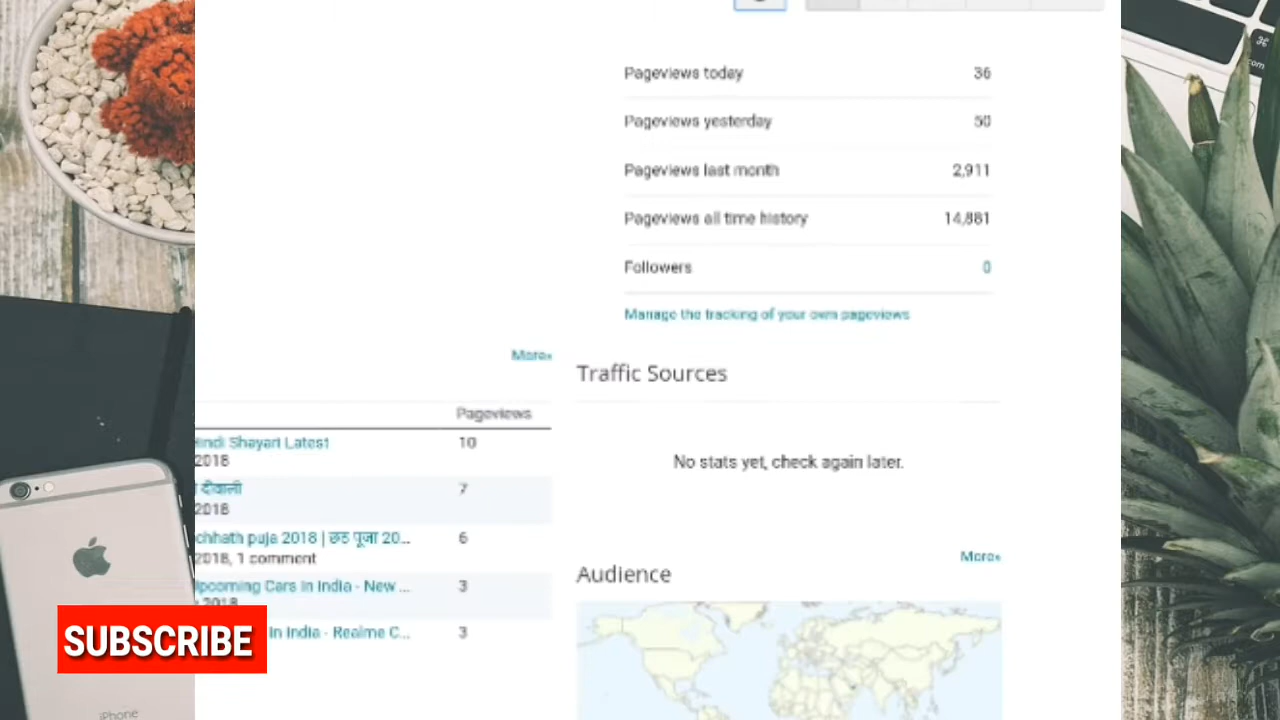 Pageviews today 36
Pageviews yesterday 50
Pageviews last month 2,911
Pageviews all time history 14,881
Followers 0
Manage the tracking of your own pageviews
More»
Traffic Sources
No stats yet, check again later.
Pageviews
Hindi Shayari Latest 10
2018
दीवाली 7
2018
chhath puja 2018 | छठ पूजा 20... 6
2018, 1 comment
Upcoming Cars In India - New ... 3
2018
In India - Realme C... 3
More»
Audience
SUBSCRIBE
iPhone
⌘
com